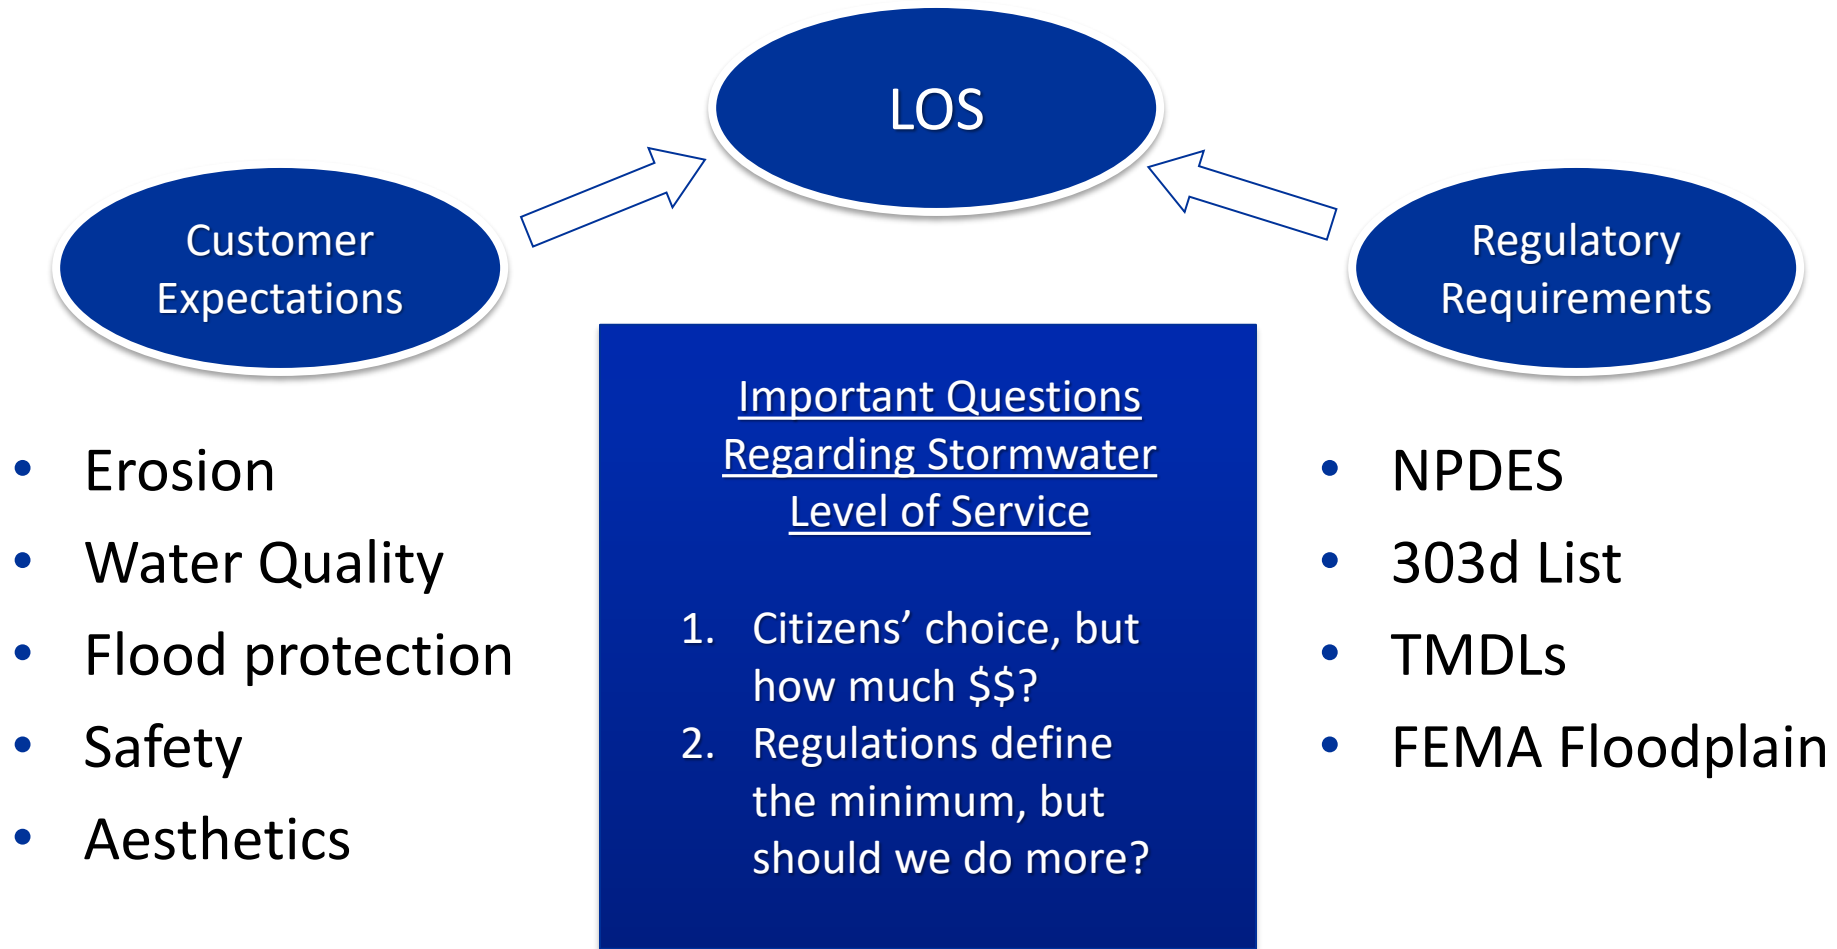 LOS
Customer
Expectations
Regulatory
Requirements
• Erosion
• Water Quality
• Flood protection
• Safety
• Aesthetics
Important Questions
Regarding Stormwater
Level of Service
1. Citizens’ choice, but
how much $$?
2. Regulations define
the minimum, but
should we do more?
• NPDES
• 303d List
• TMDLs
• FEMA Floodplain